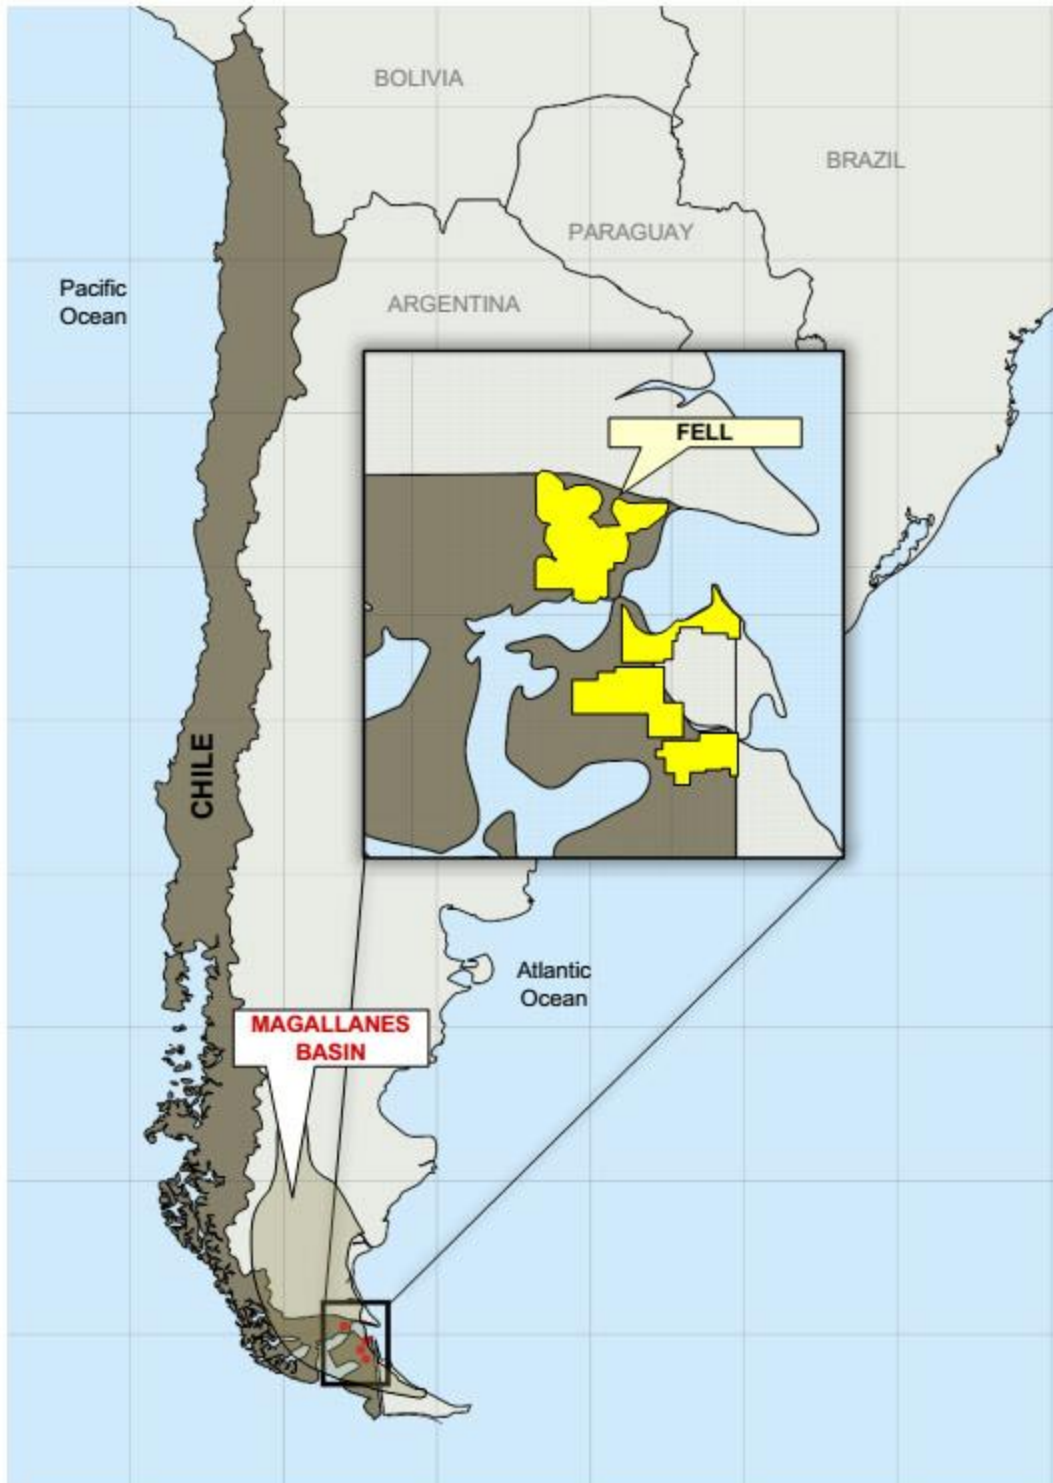 BOLIVIA
BRAZIL
PARAGUAY
Pacific
Ocean
ARGENTINA
FELL
CHILE
Atlantic
Ocean
MAGALLANES
BASIN